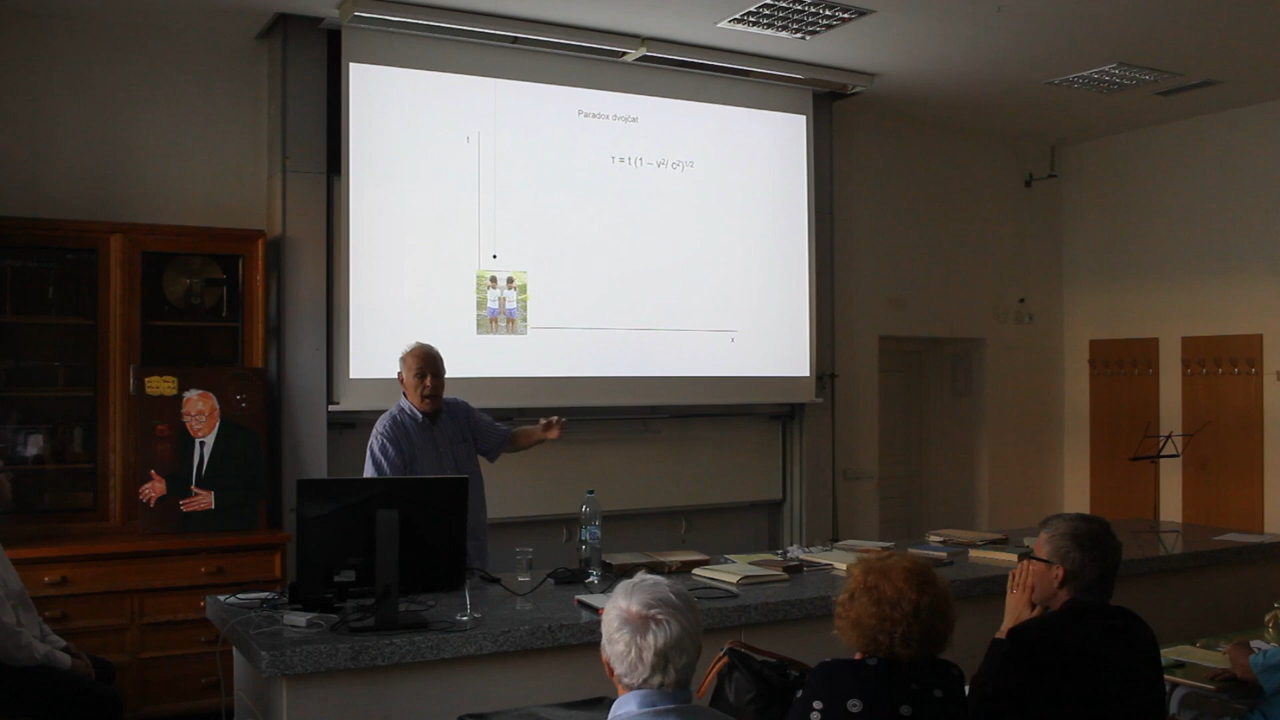 Paradox dvojčat
t
τ = t (1 – v²/ c²)¹/²
x